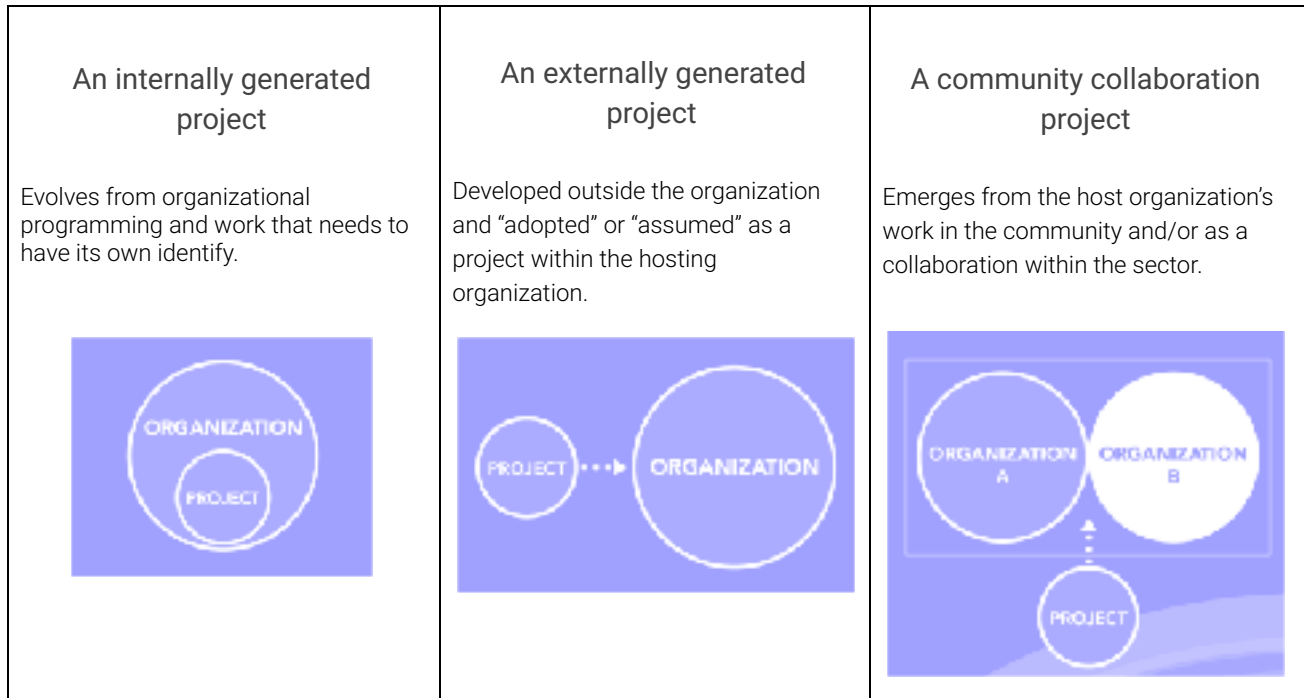 An internally generated
project
Evolves from organizational
programming and work that needs to
have its own identify.
ORGANIZATION
PROJECT
An externally generated
project
Developed outside the organization
and “adopted” or “assumed” as a
project within the hosting
organization.
PROJECT
ORGANIZATION
A community collaboration
project
Emerges from the host organization’s
work in the community and/or as a
collaboration within the sector.
ORGANIZATION
A
ORGANIZATION
B
PROJECT